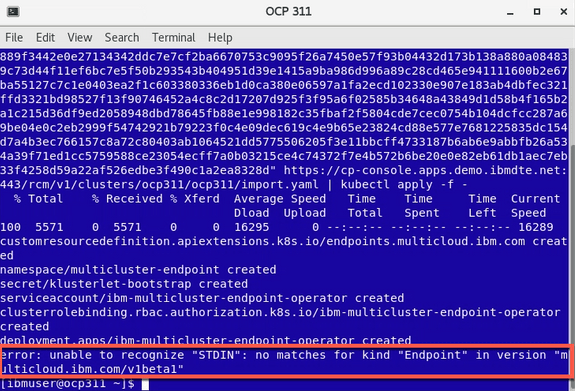 OCP 311
File Edit View Search Terminal Help
889f3442e0e27134342ddc7e7cf2ba6670753c9095f26a7450e57f93b04432d173b138a880a08483
9c73d44f11ef6bc7e5f50b293543b404951d39e1415a9ba986d996a89c28cd465e941111600b2e67
ba55127c7c1e0403ea2f1c603380336eb1d0ca380e06597a1fa2ecd102330e907e183ab4dbfec321
ffd3321bd98527f13f90746452a4c8c2d17207d925f3f95a6f02585b34648a43849d1d58b4f165b2
a1c215d36df9ed2058948dbd78645fb88e1e998182c35fbaf2f5804cde7cec0754b104dcfcc287a6
9be04e0c2eb2999f54742921b79223f0c4e09dec619c4e9b65e23824cd88e577e7681225835dc154
d7a4b3ec766157c8a72c80403ab1064521dd5775506205f3e11bbcff4733187b6ab6e9abbfb26a53
4a39f71ed1cc5759588ce23054ecff7a0b03215ce4c74372f7e4b572b6be20e0e82eb61db1aec7eb
33f4258d59a22af526edbe3f490c1a2ea8328d" https://cp-console.apps.demo.ibmdte.net:
443/rcm/v1/clusters/ocp311/ocp311/import.yaml | kubectl apply -f -
% Total % Received % Xferd Average Speed Time Time Time Current
Dload Upload Total Spent Left Speed
100 5571 0 5571 0 0 16295 0 --:--:-- --:--:-- --:--:-- 16289
customresourcedefinition.apiextensions.k8s.io/endpoints.multicloud.ibm.com creat
ed
namespace/multicluster-endpoint created
secret/klusterlet-bootstrap created
serviceaccount/ibm-multicluster-endpoint-operator created
clusterrolebinding.rbac.authorization.k8s.io/ibm-multicluster-endpoint-operator
created
deployment.apps/ibm-multicluster-endpoint-operator created
error: unable to recognize "STDIN": no matches for kind "Endpoint" in version "m
ulticloud.ibm.com/v1beta1"
[ibmuser@ocp311 ~]$